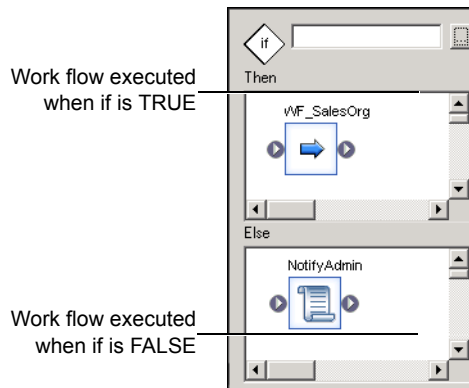 if
Then
Work flow executed
when if is TRUE
WF_SalesOrg
Else
NotifyAdmin
Work flow executed
when if is FALSE